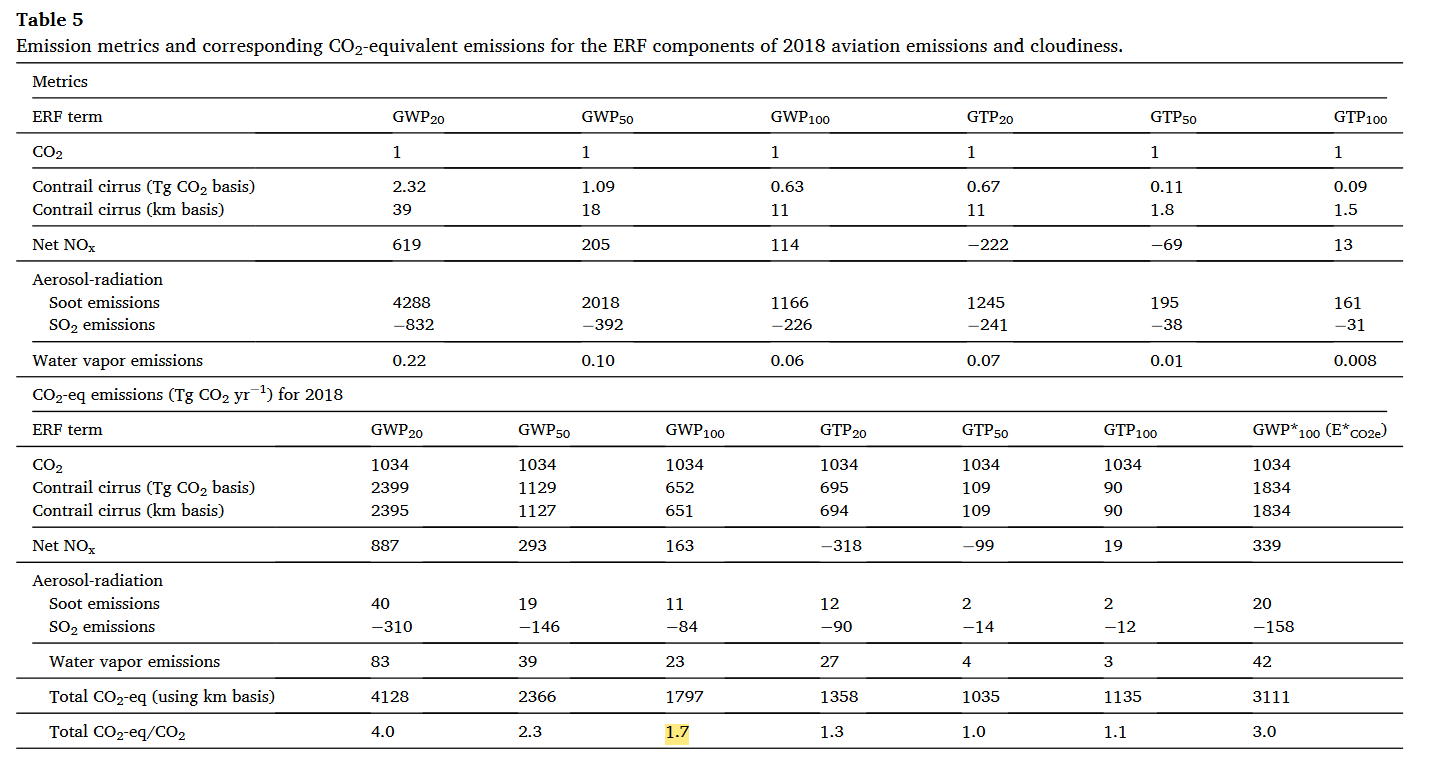 Table 5
Emission metrics and corresponding CO₂-equivalent emissions for the ERF components of 2018 aviation emissions and cloudiness.
Metrics
ERF term GWP₂₀ GWP₅₀ GWP₁₀₀ GTP₂₀ GTP₅₀ GTP₁₀₀
CO₂ 1 1 1 1 1 1
Contrail cirrus (Tg CO₂ basis) 2.32 1.09 0.63 0.67 0.11 0.09
Contrail cirrus (km basis) 39 18 11 11 1.8 1.5
Net NOₓ 619 205 114 −222 −69 13
Aerosol-radiation
Soot emissions 4288 2018 1166 1245 195 161
SO₂ emissions −832 −392 −226 −241 −38 −31
Water vapor emissions 0.22 0.10 0.06 0.07 0.01 0.008
CO₂-eq emissions (Tg CO₂ yr⁻¹) for 2018
ERF term GWP₂₀ GWP₅₀ GWP₁₀₀ GTP₂₀ GTP₅₀ GTP₁₀₀ GWP*₁₀₀ (E*CO2e)
CO₂ 1034 1034 1034 1034 1034 1034 1034
Contrail cirrus (Tg CO₂ basis) 2399 1129 652 695 109 90 1834
Contrail cirrus (km basis) 2395 1127 651 694 109 90 1834
Net NOₓ 887 293 163 −318 −99 19 339
Aerosol-radiation
Soot emissions 40 19 11 12 2 2 20
SO₂ emissions −310 −146 −84 −90 −14 −12 −158
Water vapor emissions 83 39 23 27 4 3 42
Total CO₂-eq (using km basis) 4128 2366 1797 1358 1035 1135 3111
Total CO₂-eq/CO₂ 4.0 2.3 1.7 1.3 1.0 1.1 3.0